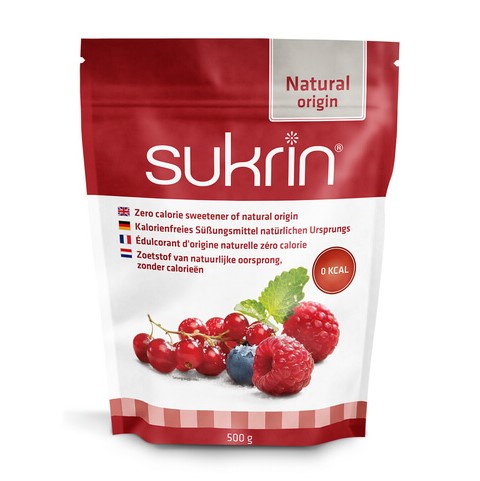 Natural
origin
sukrin®
Zero calorie sweetener of natural origin
Kalorienfreies Süßungsmittel natürlichen Ursprungs
Édulcorant d'origine naturelle zéro calorie
Zoetstof van natuurlijke oorsprong,
zonder calorieën
0 KCAL
500 g